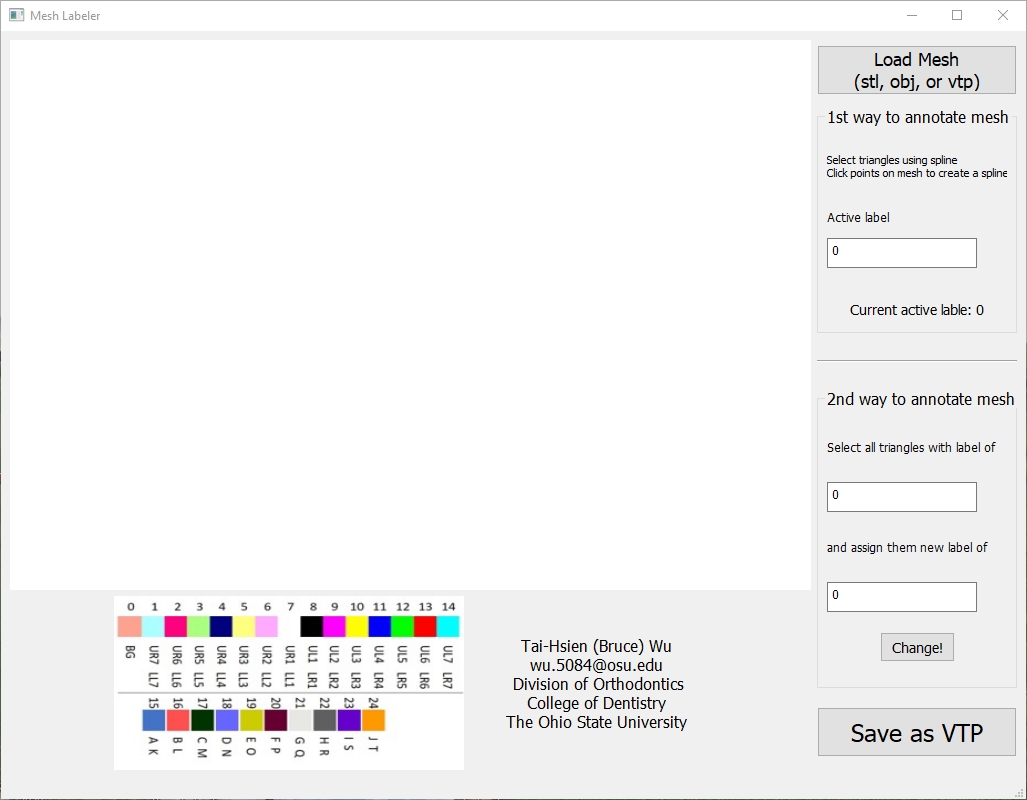 Mesh Labeler
Load Mesh
(stl, obj, or vtp)
1st way to annotate mesh
Select triangles using spline
Click points on mesh to create a spline
Active label
0
Current active lable: 0
2nd way to annotate mesh
Select all triangles with label of
0
and assign them new label of
0
Change!
Save as VTP
0 1 2 3 4 5 6 7 8 9 10 11 12 13 14
BG UR7 UR6 UR5 UR4 UR3 UR2 UR1 UL1 UL2 UL3 UL4 UL5 UL6 UL7
LL7 LL6 LL5 LL4 LL3 LL2 LL1 LR1 LR2 LR3 LR4 LR5 LR6 LR7
15 16 17 18 19 20 21 22 23 24
A B C D E F G H I J
K L M N O P Q R S T
Tai-Hsien (Bruce) Wu
wu.5084@osu.edu
Division of Orthodontics
College of Dentistry
The Ohio State University